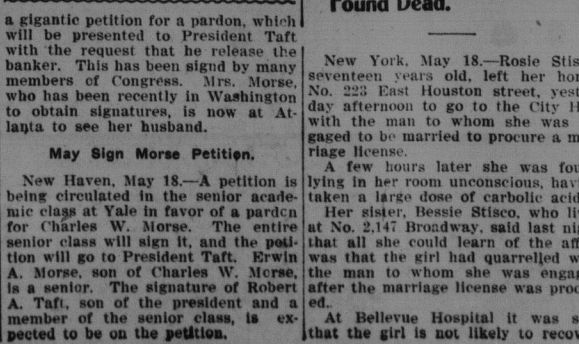 a gigantic petition for a pardon, which
will be presented to President Taft
with the request that he release the
banker. This has been signd by many
members of Congress. Mrs. Morse,
who has been recently in Washington
to obtain signatures, is now at At-
lanta to see her husband.
May Sign Morse Petition.
New Haven, May 18.—A petition is
being circulated in the senior acade-
mic class at Yale in favor of a pardon
for Charles W. Morse. The entire
senior class will sign it, and the peti-
tion will go to President Taft. Erwin
A. Morse, son of Charles W. Morse,
is a senior. The signature of Robert
A. Taft, son of the president and a
member of the senior class, is ex-
pected to be on the petition.
Found Dead.
New York, May 18.—Rosie Stis
seventeen years old, left her hor
No. 223 East Houston street, yest
day afternoon to go to the City H
with the man to whom she was
gaged to be married to procure a m
riage license.
A few hours later she was fou
lying in her room unconscious, hav
taken a large dose of carbolic acid
Her sister, Bessie Stisco, who li
at No. 2,147 Broadway, said last nig
that all she could learn of the aff
was that the girl had quarrelled w
the man to whom she was engag
after the marriage license was proc
ed..
At Bellevue Hospital it was s
that the girl is not likely to recov